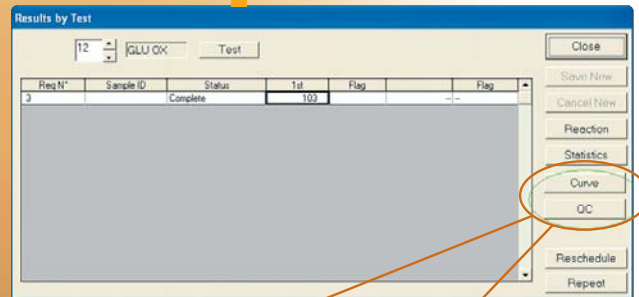 Results by Test
12 GLU OX Test
Close
Save New
Cancel New
Req N° Sample ID Status 1st Flag Flag
3 Complete 103 -- --
Reaction
Statistics
Curve
QC
Reschedule
Repeat